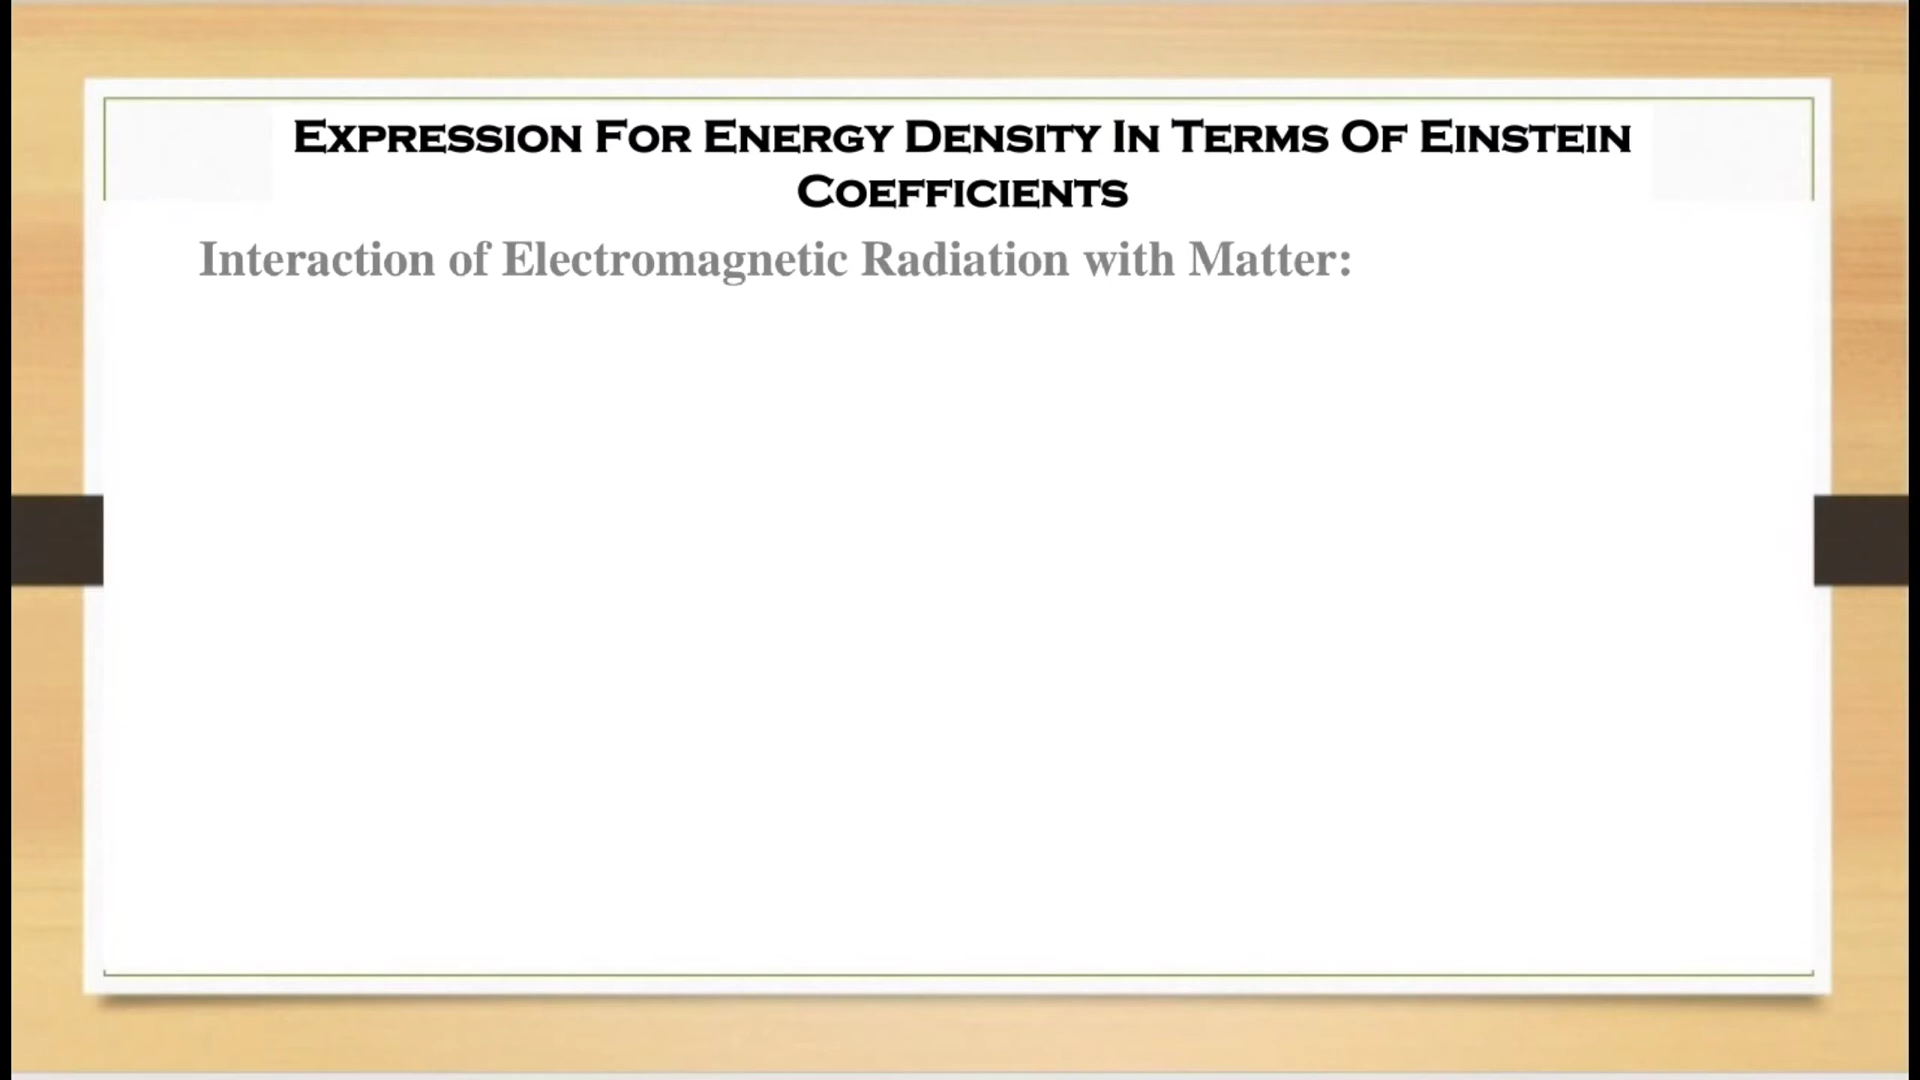 Expression For Energy Density In Terms Of Einstein
Coefficients
Interaction of Electromagnetic Radiation with Matter: